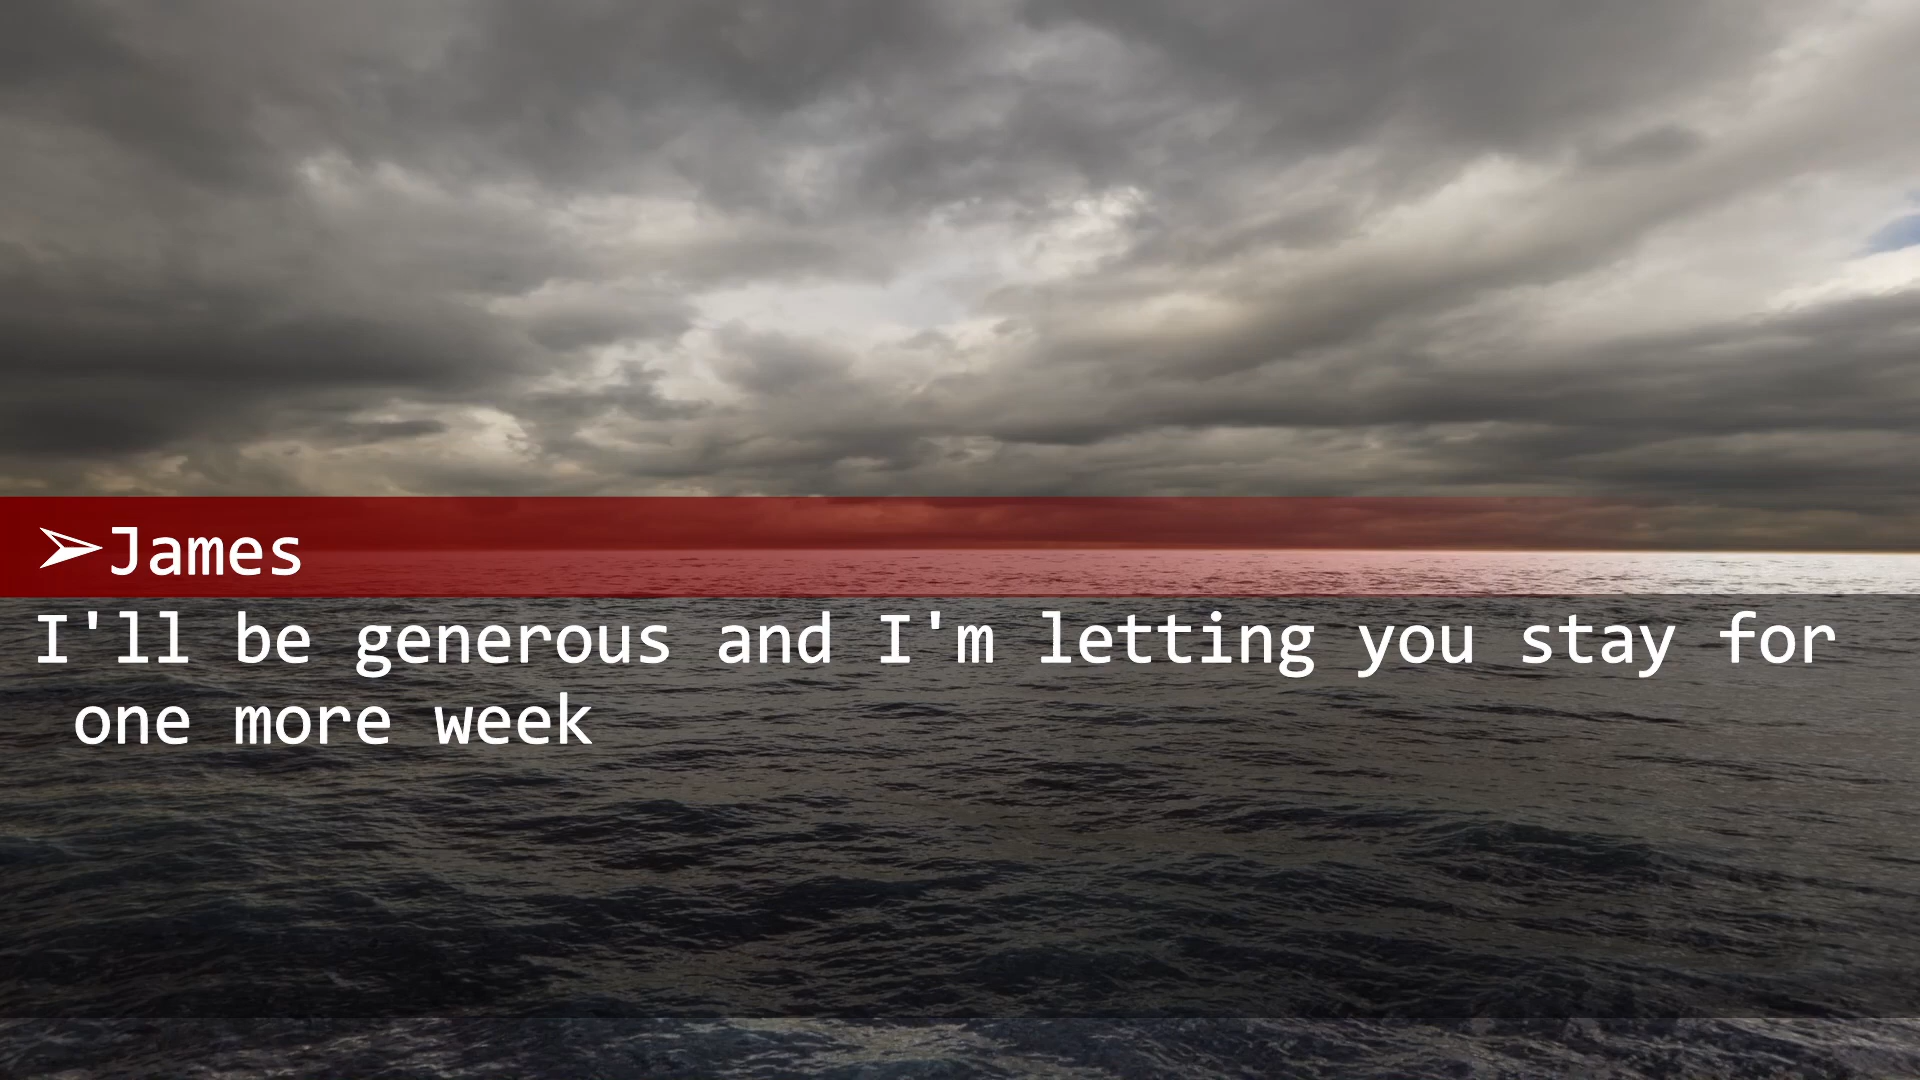 ➢James
I'll be generous and I'm letting you stay for
one more week